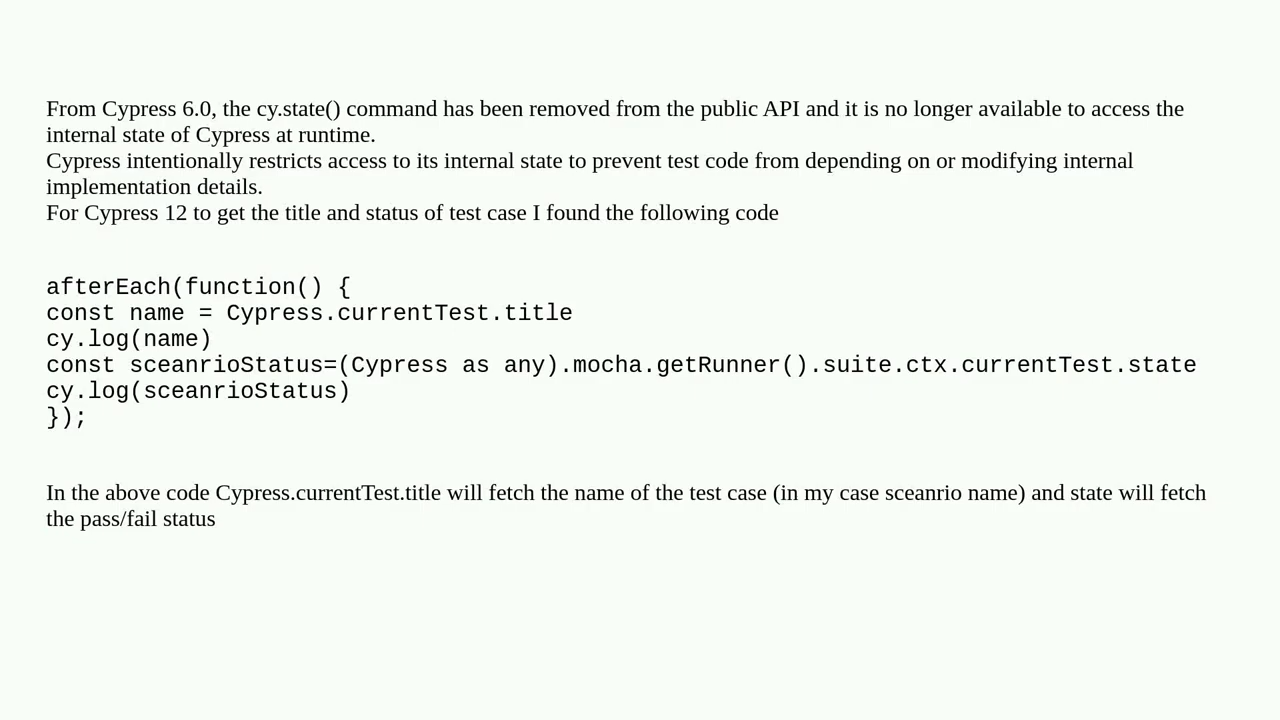 From Cypress 6.0, the cy.state() command has been removed from the public API and it is no longer available to access the
internal state of Cypress at runtime.
Cypress intentionally restricts access to its internal state to prevent test code from depending on or modifying internal
implementation details.
For Cypress 12 to get the title and status of test case I found the following code
afterEach(function() {
const name = Cypress.currentTest.title
cy.log(name)
const sceanrioStatus=(Cypress as any).mocha.getRunner().suite.ctx.currentTest.state
cy.log(sceanrioStatus)
});
In the above code Cypress.currentTest.title will fetch the name of the test case (in my case sceanrio name) and state will fetch
the pass/fail status